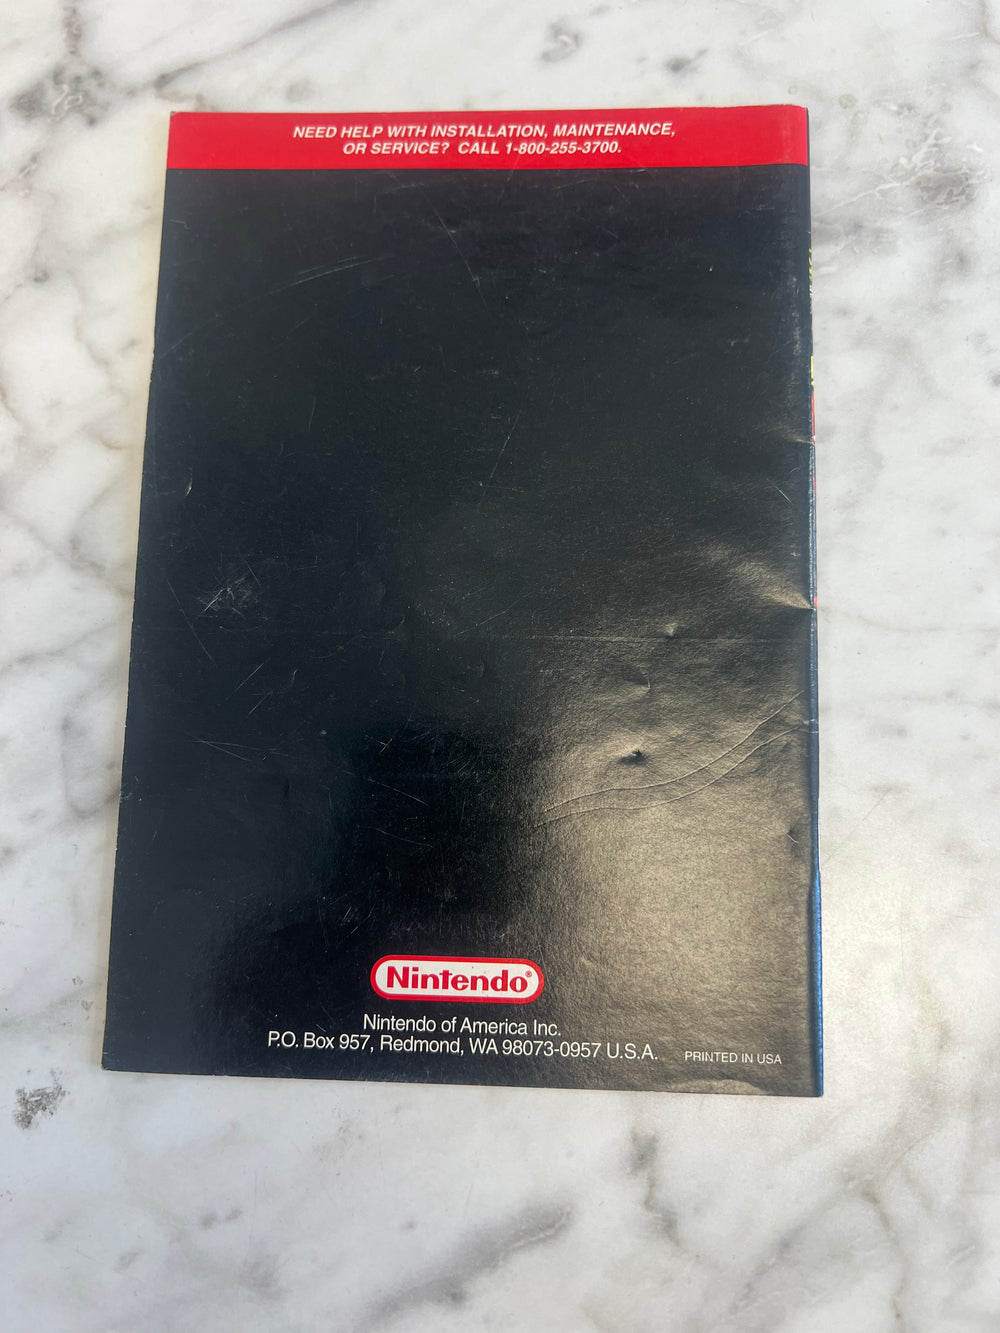 NEED HELP WITH INSTALLATION, MAINTENANCE,
OR SERVICE? CALL 1-800-255-3700.
Nintendo®
Nintendo of America Inc.
P.O. Box 957, Redmond, WA 98073-0957 U.S.A.
PRINTED IN USA